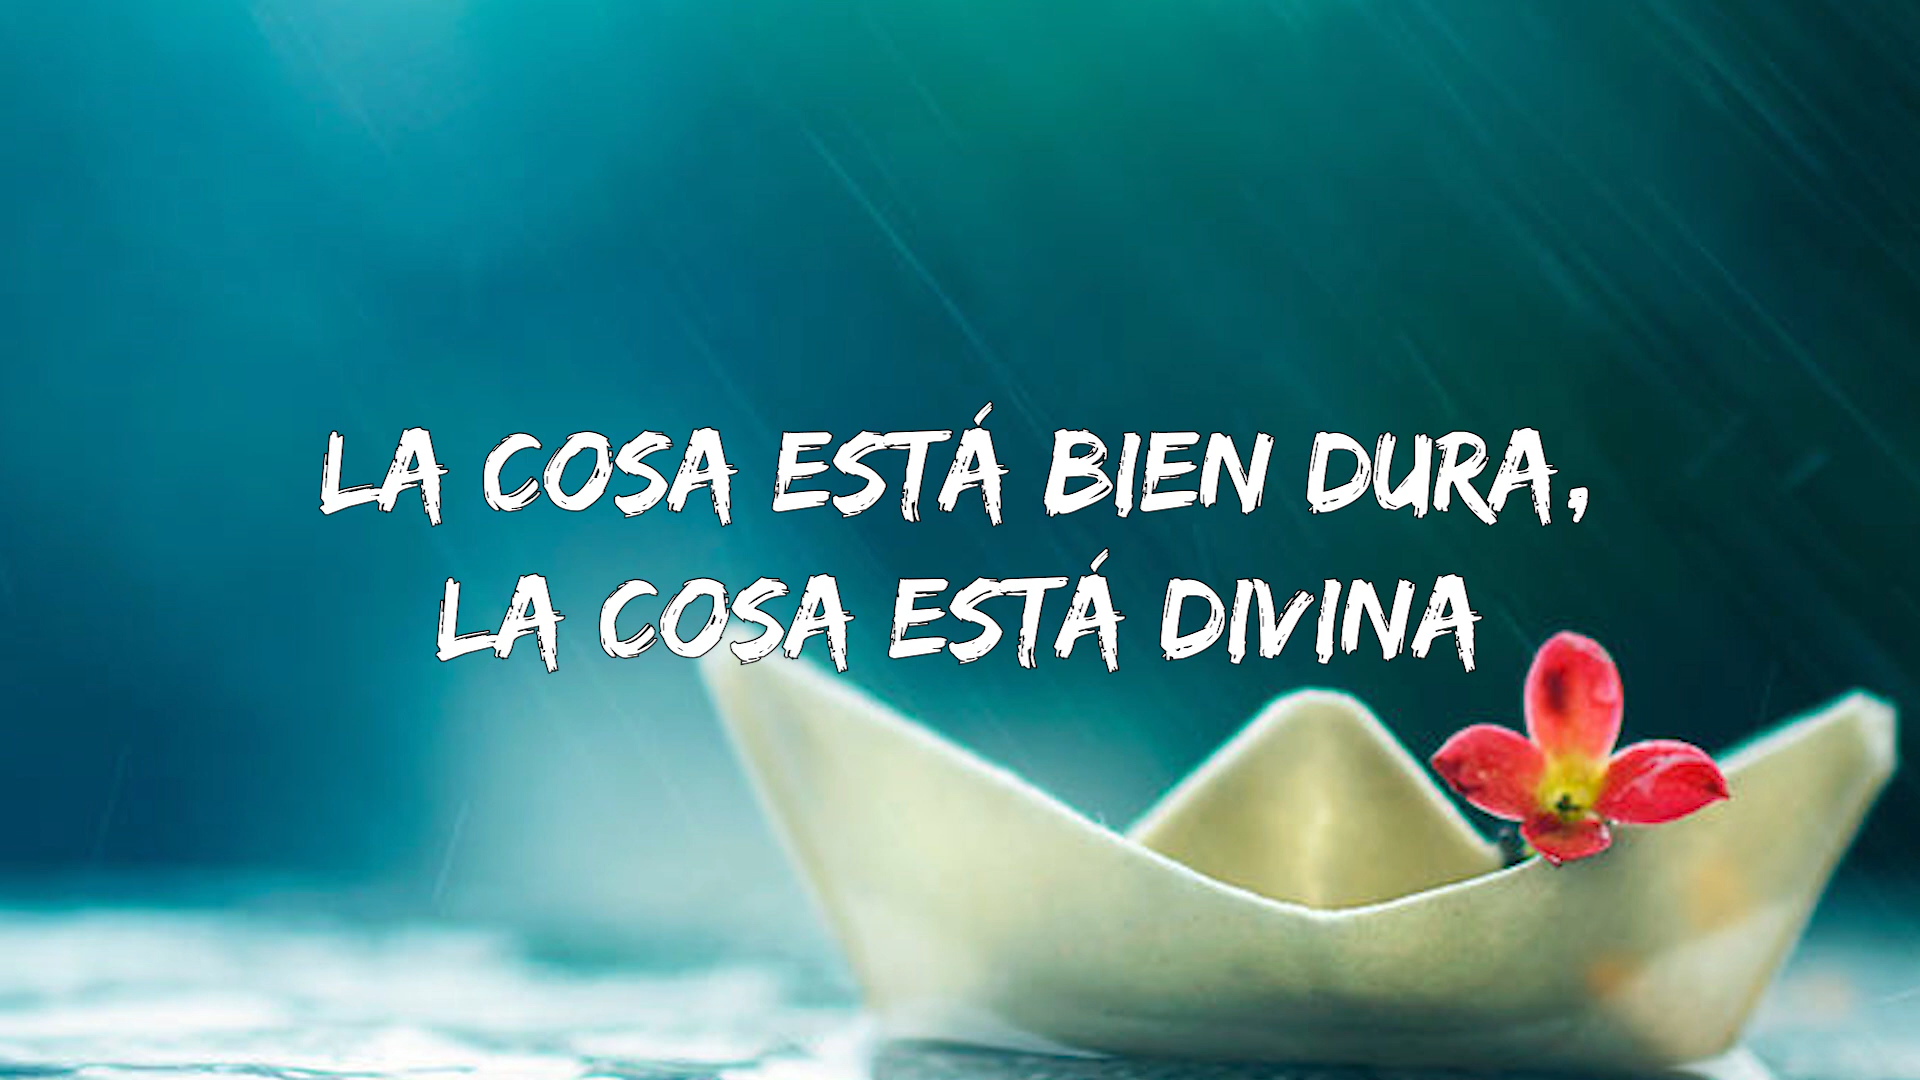 LA COSA ESTÁ BIEN DURA,
LA COSA ESTÁ DIVINA